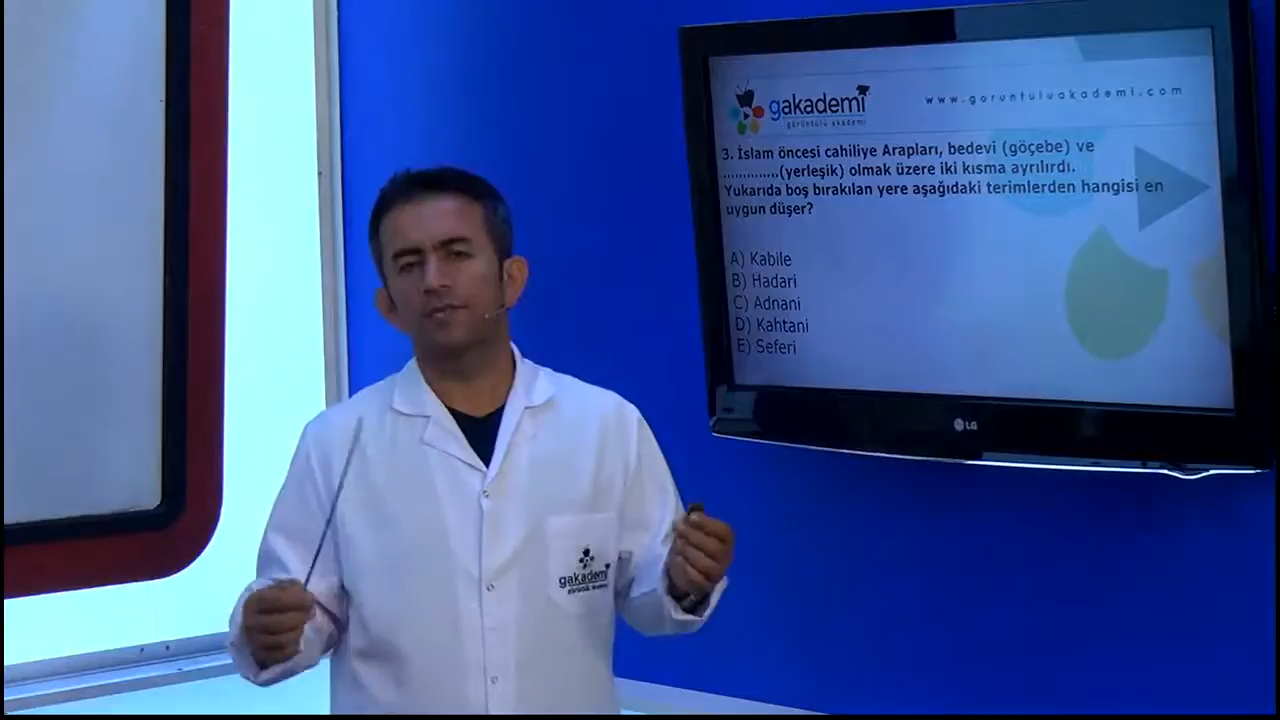 gakademi
görüntülü akademi
www.goruntuluakademi.com
3. İslam öncesi cahiliye Arapları, bedevi (göçebe) ve
..............(yerleşik) olmak üzere iki kısma ayrılırdı.
Yukarıda boş bırakılan yere aşağıdaki terimlerden hangisi en
uygun düşer?
A) Kabile
B) Hadari
C) Adnani
D) Kahtani
E) Seferi
LG
gakademi